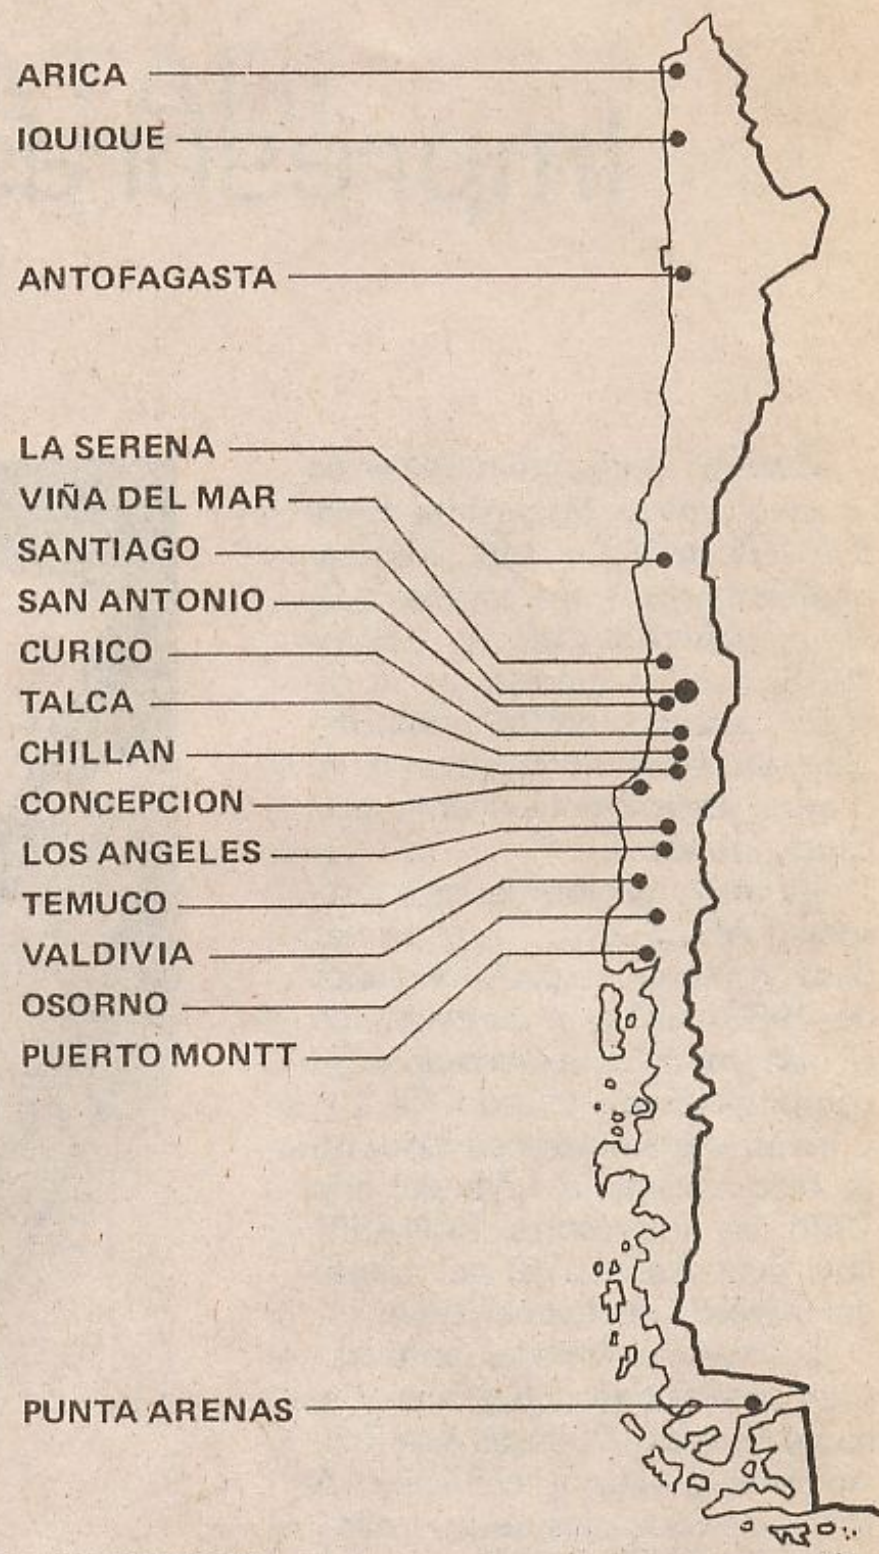 ARICA
IQUIQUE
ANTOFAGASTA
LA SERENA
VIÑA DEL MAR
SANTIAGO
SAN ANTONIO
CURICO
TALCA
CHILLAN
CONCEPCION
LOS ANGELES
TEMUCO
VALDIVIA
OSORNO
PUERTO MONTT
PUNTA ARENAS